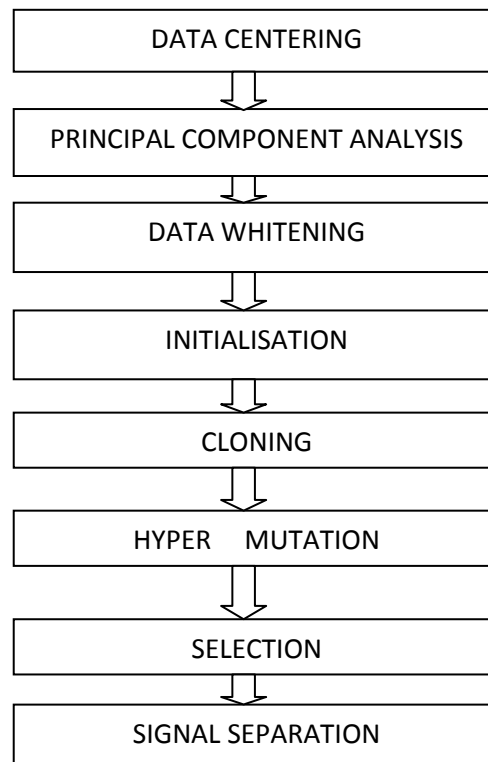 DATA CENTERING
PRINCIPAL COMPONENT ANALYSIS
DATA WHITENING
INITIALISATION
CLONING
HYPER MUTATION
SELECTION
SIGNAL SEPARATION